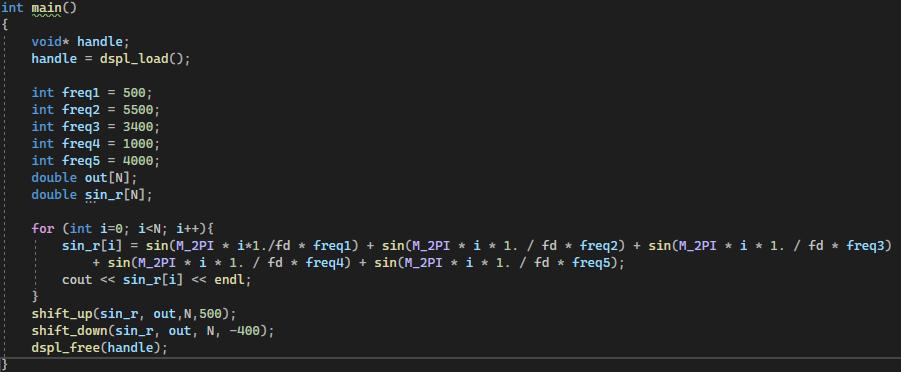 int main()
{
void* handle;
handle = dspl_load();
int freq1 = 500;
int freq2 = 5500;
int freq3 = 3400;
int freq4 = 1000;
int freq5 = 4000;
double out[N];
double sin_r[N];
for (int i=0; i<N; i++){
sin_r[i] = sin(M_2PI * i*1./fd * freq1) + sin(M_2PI * i * 1. / fd * freq2) + sin(M_2PI * i * 1. / fd * freq3)
+ sin(M_2PI * i * 1. / fd * freq4) + sin(M_2PI * i * 1. / fd * freq5);
cout << sin_r[i] << endl;
}
shift_up(sin_r, out,N,500);
shift_down(sin_r, out, N, -400);
dspl_free(handle);
}